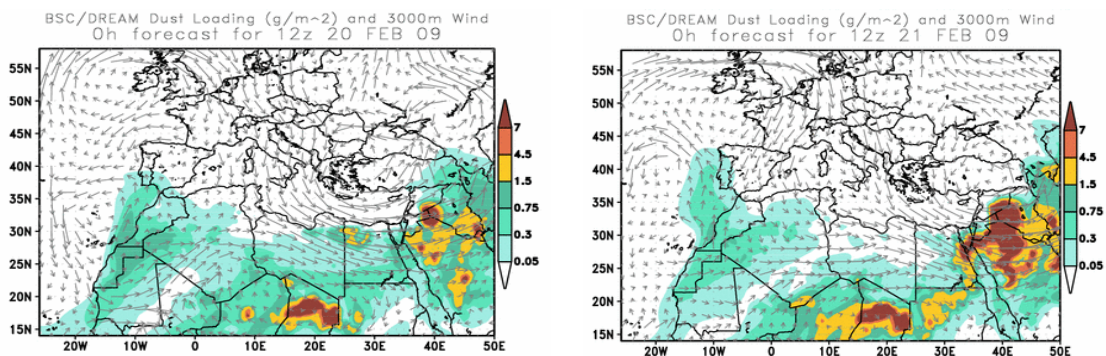 BSC/DREAM Dust Loading (g/m^2) and 3000m Wind
0h forecast for 12z 20 FEB 09
55N
50N
45N
40N
35N
30N
25N
20N
15N
20W
10W
0
10E
20E
30E
40E
50E
7
4.5
1.5
0.75
0.3
0.05
BSC/DREAM Dust Loading (g/m^2) and 3000m Wind
0h forecast for 12z 21 FEB 09
55N
50N
45N
40N
35N
30N
25N
20N
15N
20W
10W
0
10E
20E
30E
40E
50E
7
4.5
1.5
0.75
0.3
0.05